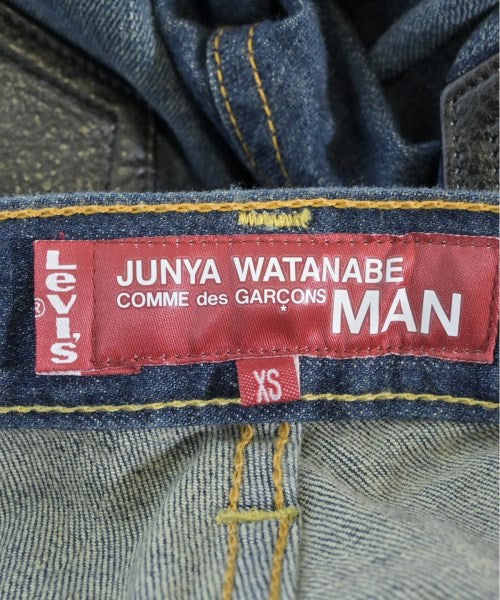 LEVI'S
®
JUNYA WATANABE
COMME des GARÇONS MAN
XS